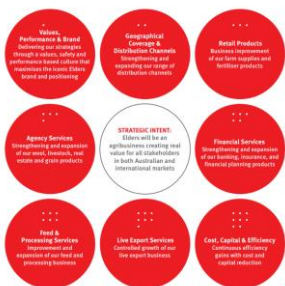 Values,
Performance & Brand
Delivering our strategies
through a values, safety and
performance based culture that
maximises the iconic Elders
brand and positioning
Geographical
Coverage &
Distribution Channels
Strengthening and
expanding our range of
distribution channels
Retail Products
Business improvement
of our farm supplies and
fertiliser products
Agency Services
Strengthening and expansion
of our wool, livestock, real
estate and grain products
STRATEGIC INTENT:
Elders will be an
agribusiness creating real
value for all stakeholders
in both Australian and
international markets
Financial Services
Strengthening and expansion
of our banking, insurance, and
financial planning products
Feed &
Processing Services
Improvement and
expansion of our feed and
processing business
Live Export Services
Controlled growth of our
live export business
Cost, Capital & Efficiency
Continuous efficiency
gains with cost and
capital reduction